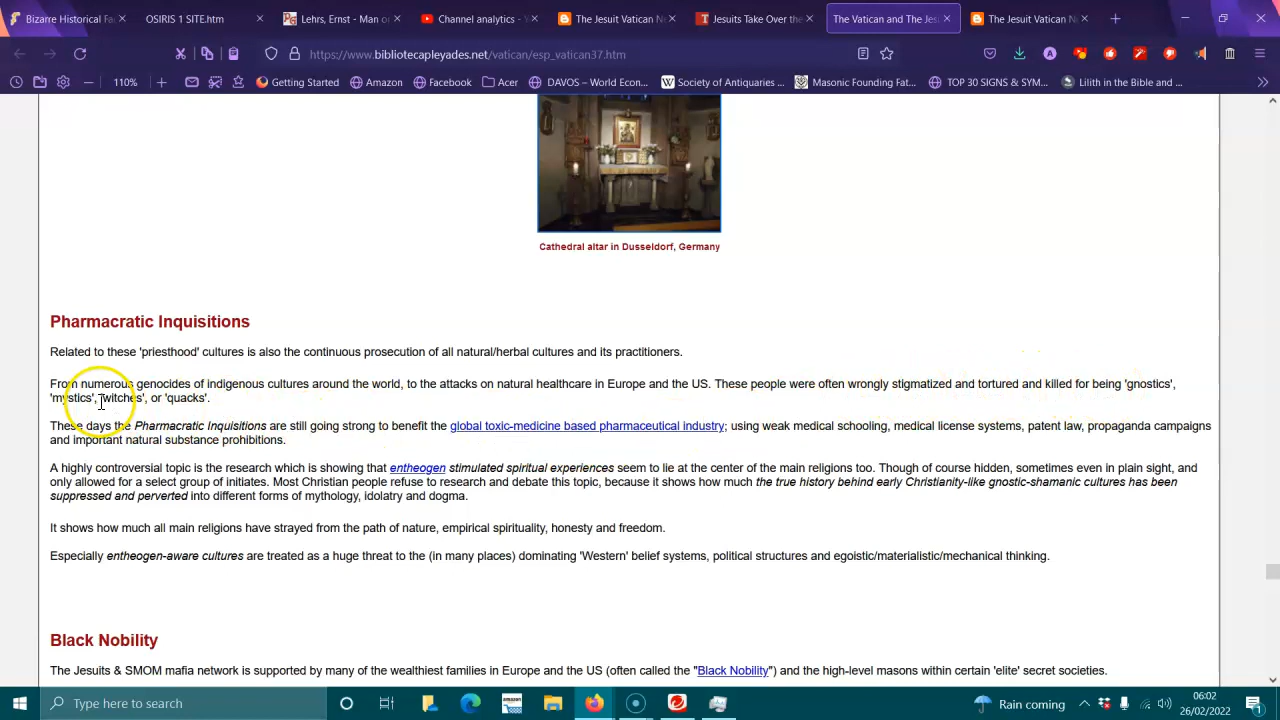 Bizarre Historical Fac
OSIRIS 1 SITE.htm
Lehrs, Ernst - Man or
Channel analytics - Y
The Jesuit Vatican Ne
Jesuits Take Over the
The Vatican and The Jes
The Jesuit Vatican Ne
https://www.bibliotecapleyades.net/vatican/esp_vatican37.htm
110%
Getting Started
Amazon
Facebook
Acer
DAVOS – World Econ...
Society of Antiquaries ...
Masonic Founding Fat...
TOP 30 SIGNS & SYM...
Lilith in the Bible and ...
Cathedral altar in Dusseldorf, Germany
Pharmacratic Inquisitions
Related to these 'priesthood' cultures is also the continuous prosecution of all natural/herbal cultures and its practitioners.
From numerous genocides of indigenous cultures around the world, to the attacks on natural healthcare in Europe and the US. These people were often wrongly stigmatized and tortured and killed for being 'gnostics',
'mystics', 'witches', or 'quacks'.
These days the Pharmacratic Inquisitions are still going strong to benefit the global toxic-medicine based pharmaceutical industry; using weak medical schooling, medical license systems, patent law, propaganda campaigns
and important natural substance prohibitions.
A highly controversial topic is the research which is showing that entheogen stimulated spiritual experiences seem to lie at the center of the main religions too. Though of course hidden, sometimes even in plain sight, and
only allowed for a select group of initiates. Most Christian people refuse to research and debate this topic, because it shows how much the true history behind early Christianity-like gnostic-shamanic cultures has been
suppressed and perverted into different forms of mythology, idolatry and dogma.
It shows how much all main religions have strayed from the path of nature, empirical spirituality, honesty and freedom.
Especially entheogen-aware cultures are treated as a huge threat to the (in many places) dominating 'Western' belief systems, political structures and egoistic/materialistic/mechanical thinking.
Black Nobility
The Jesuits & SMOM mafia network is supported by many of the wealthiest families in Europe and the US (often called the "Black Nobility") and the high-level masons within certain 'elite' secret societies.
Type here to search
Rain coming
06:02
26/02/2022